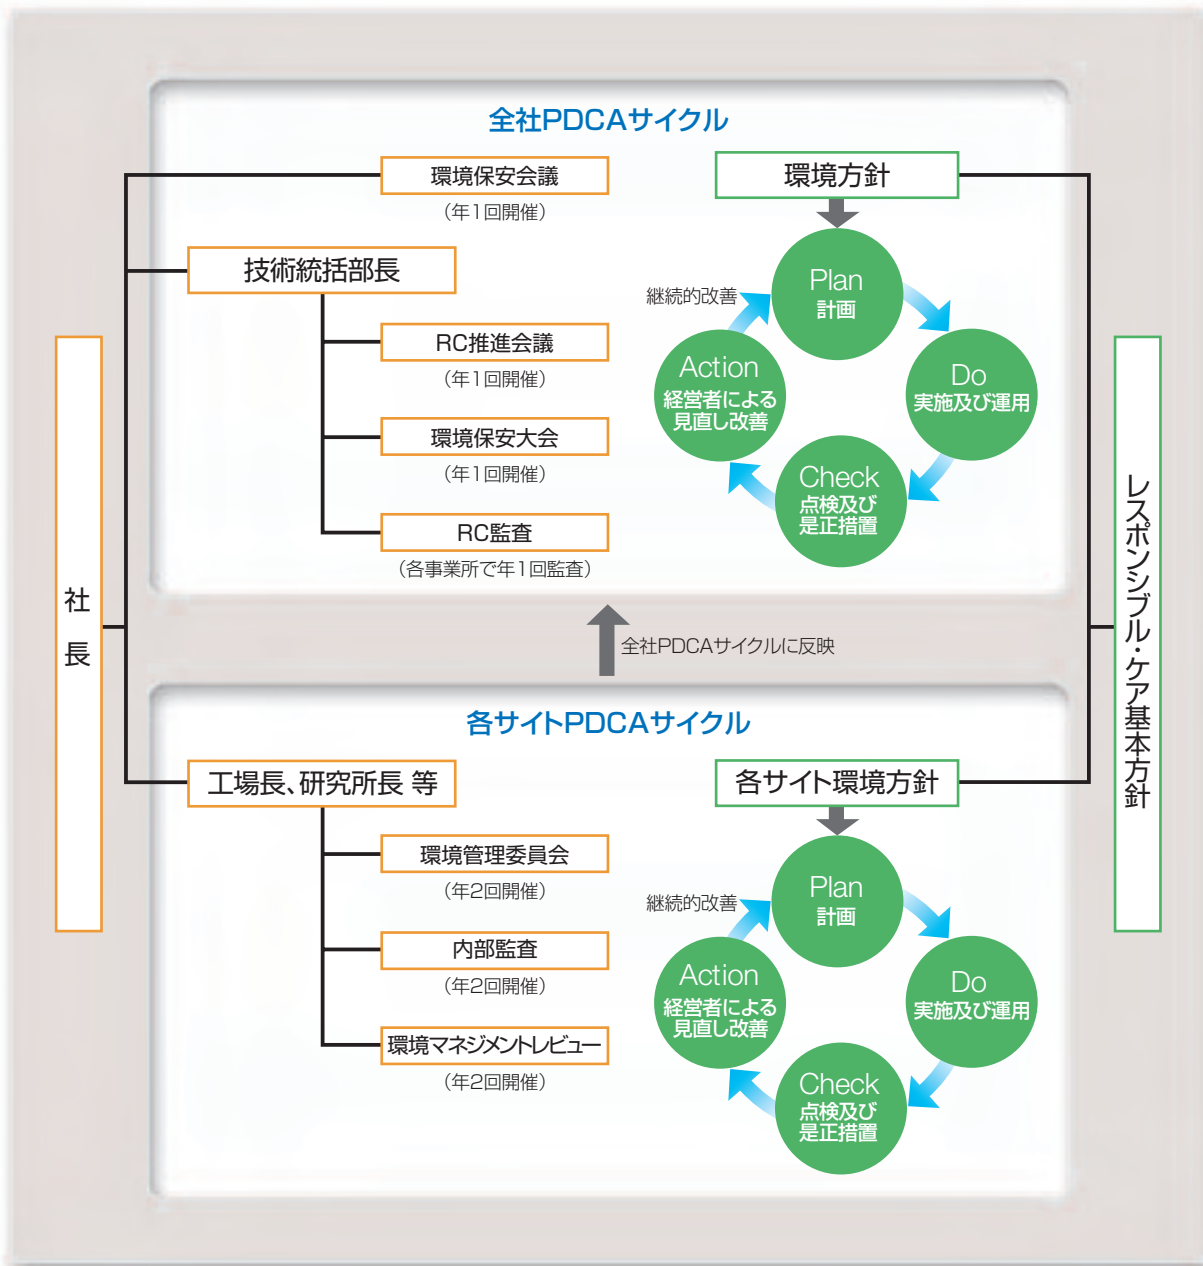 全社PDCAサイクル
環境保安会議
(年1回開催)
技術統括部長
RC推進会議
(年1回開催)
環境保安大会
(年1回開催)
RC監査
(各事業所で年1回監査)
環境方針
Plan
計画
Do
実施及び運用
Check
点検及び
是正措置
Action
経営者による
見直し改善
継続的改善
社長
レスポンシブル・ケア基本方針
全社PDCAサイクルに反映
各サイトPDCAサイクル
工場長、研究所長 等
環境管理委員会
(年2回開催)
内部監査
(年2回開催)
環境マネジメントレビュー
(年2回開催)
各サイト環境方針
Plan
計画
Do
実施及び運用
Check
点検及び
是正措置
Action
経営者による
見直し改善
継続的改善